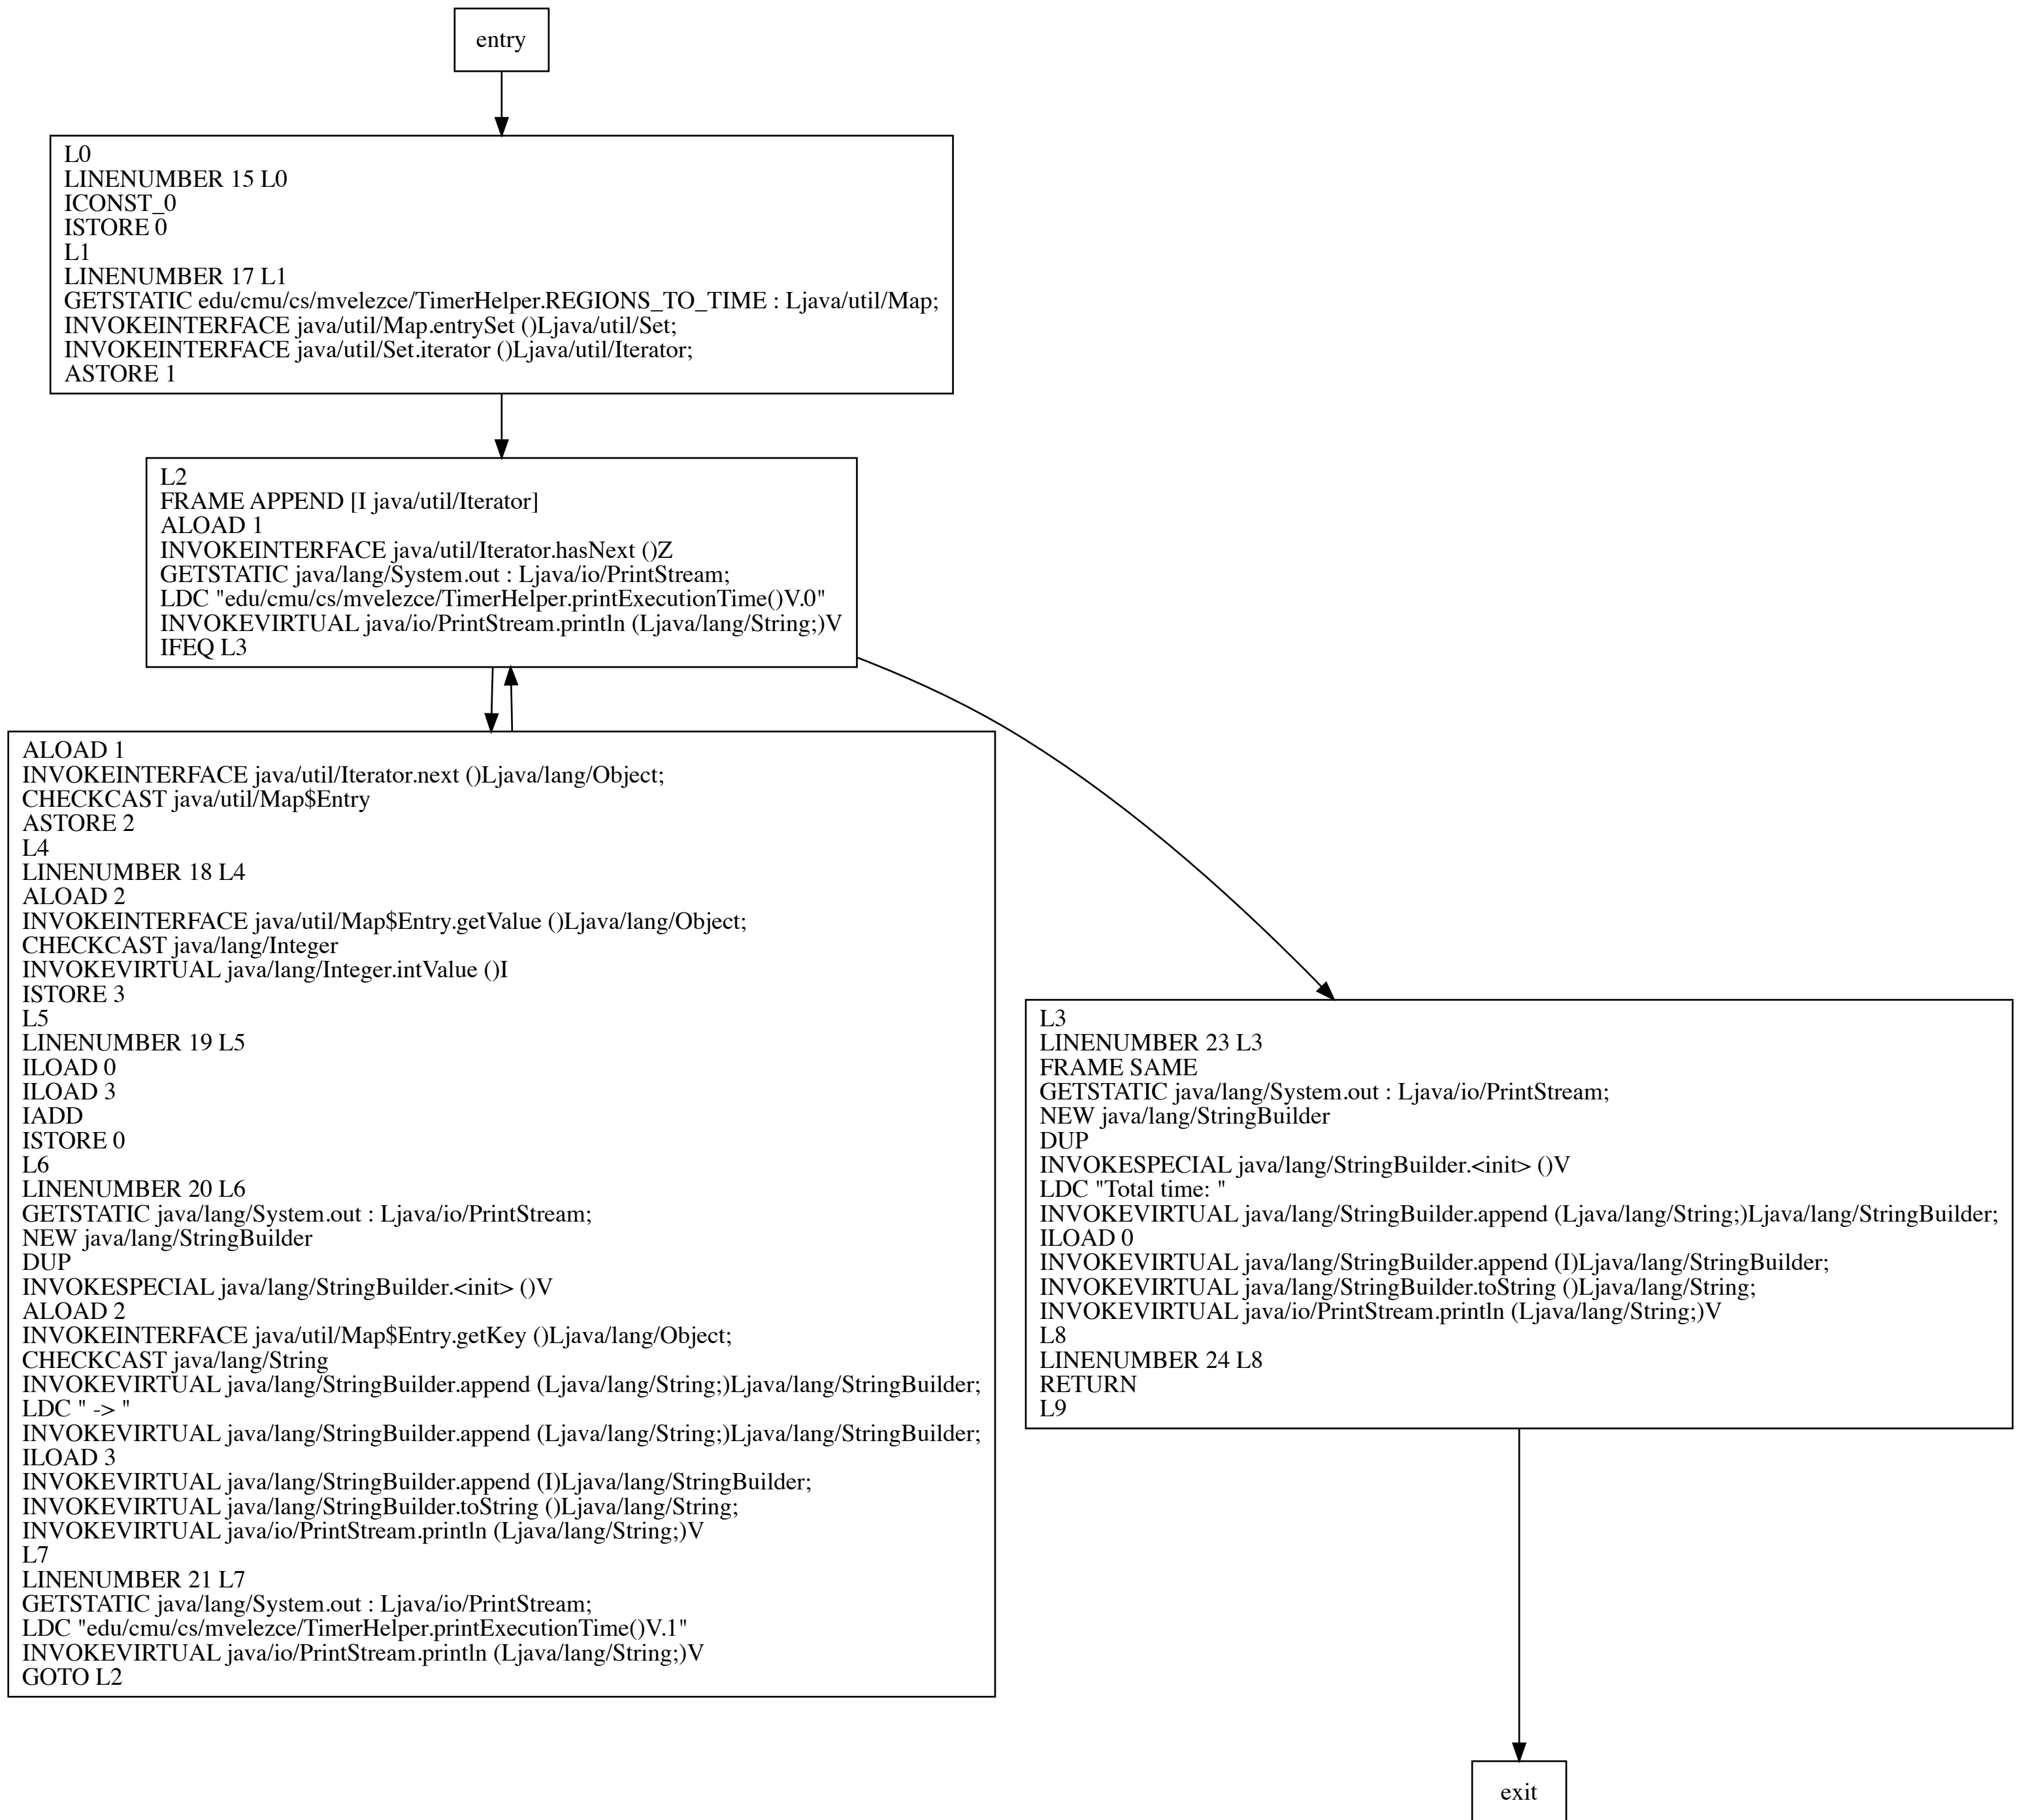 entry
L0
LINENUMBER 15 L0
ICONST_0
ISTORE 0
L1
LINENUMBER 17 L1
GETSTATIC edu/cmu/cs/mvelezce/TimerHelper.REGIONS_TO_TIME : Ljava/util/Map;
INVOKEINTERFACE java/util/Map.entrySet ()Ljava/util/Set;
INVOKEINTERFACE java/util/Set.iterator ()Ljava/util/Iterator;
ASTORE 1
L2
FRAME APPEND [I java/util/Iterator]
ALOAD 1
INVOKEINTERFACE java/util/Iterator.hasNext ()Z
GETSTATIC java/lang/System.out : Ljava/io/PrintStream;
LDC "edu/cmu/cs/mvelezce/TimerHelper.printExecutionTime()V.0"
INVOKEVIRTUAL java/io/PrintStream.println (Ljava/lang/String;)V
IFEQ L3
ALOAD 1
INVOKEINTERFACE java/util/Iterator.next ()Ljava/lang/Object;
CHECKCAST java/util/Map$Entry
ASTORE 2
L4
LINENUMBER 18 L4
ALOAD 2
INVOKEINTERFACE java/util/Map$Entry.getValue ()Ljava/lang/Object;
CHECKCAST java/lang/Integer
INVOKEVIRTUAL java/lang/Integer.intValue ()I
ISTORE 3
L5
LINENUMBER 19 L5
ILOAD 0
ILOAD 3
IADD
ISTORE 0
L6
LINENUMBER 20 L6
GETSTATIC java/lang/System.out : Ljava/io/PrintStream;
NEW java/lang/StringBuilder
DUP
INVOKESPECIAL java/lang/StringBuilder.<init> ()V
ALOAD 2
INVOKEINTERFACE java/util/Map$Entry.getKey ()Ljava/lang/Object;
CHECKCAST java/lang/String
INVOKEVIRTUAL java/lang/StringBuilder.append (Ljava/lang/String;)Ljava/lang/StringBuilder;
LDC " -> "
INVOKEVIRTUAL java/lang/StringBuilder.append (Ljava/lang/String;)Ljava/lang/StringBuilder;
ILOAD 3
INVOKEVIRTUAL java/lang/StringBuilder.append (I)Ljava/lang/StringBuilder;
INVOKEVIRTUAL java/lang/StringBuilder.toString ()Ljava/lang/String;
INVOKEVIRTUAL java/io/PrintStream.println (Ljava/lang/String;)V
L7
LINENUMBER 21 L7
GETSTATIC java/lang/System.out : Ljava/io/PrintStream;
LDC "edu/cmu/cs/mvelezce/TimerHelper.printExecutionTime()V.1"
INVOKEVIRTUAL java/io/PrintStream.println (Ljava/lang/String;)V
GOTO L2
L3
LINENUMBER 23 L3
FRAME SAME
GETSTATIC java/lang/System.out : Ljava/io/PrintStream;
NEW java/lang/StringBuilder
DUP
INVOKESPECIAL java/lang/StringBuilder.<init> ()V
LDC "Total time: "
INVOKEVIRTUAL java/lang/StringBuilder.append (Ljava/lang/String;)Ljava/lang/StringBuilder;
ILOAD 0
INVOKEVIRTUAL java/lang/StringBuilder.append (I)Ljava/lang/StringBuilder;
INVOKEVIRTUAL java/lang/StringBuilder.toString ()Ljava/lang/String;
INVOKEVIRTUAL java/io/PrintStream.println (Ljava/lang/String;)V
L8
LINENUMBER 24 L8
RETURN
L9
exit